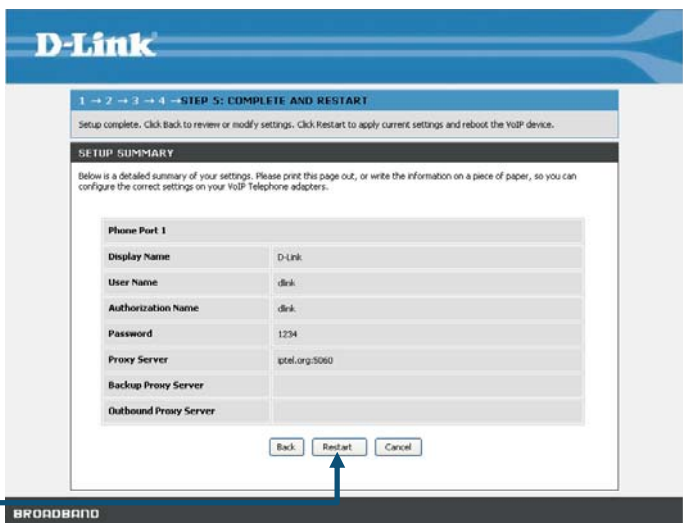 D-Link
1 → 2 → 3 → 4 → STEP 5: COMPLETE AND RESTART
Setup complete. Click Back to review or modify settings. Click Restart to apply current settings and reboot the VoIP device.
SETUP SUMMARY
Below is a detailed summary of your settings. Please print this page out, or write the information on a piece of paper, so you can
configure the correct settings on your VoIP Telephone adapters.
Phone Port 1
Display Name D-Link
User Name dlink
Authorization Name dlink
Password 1234
Proxy Server iptel.org:5060
Backup Proxy Server
Outbound Proxy Server
Back Restart Cancel
BROADBAND